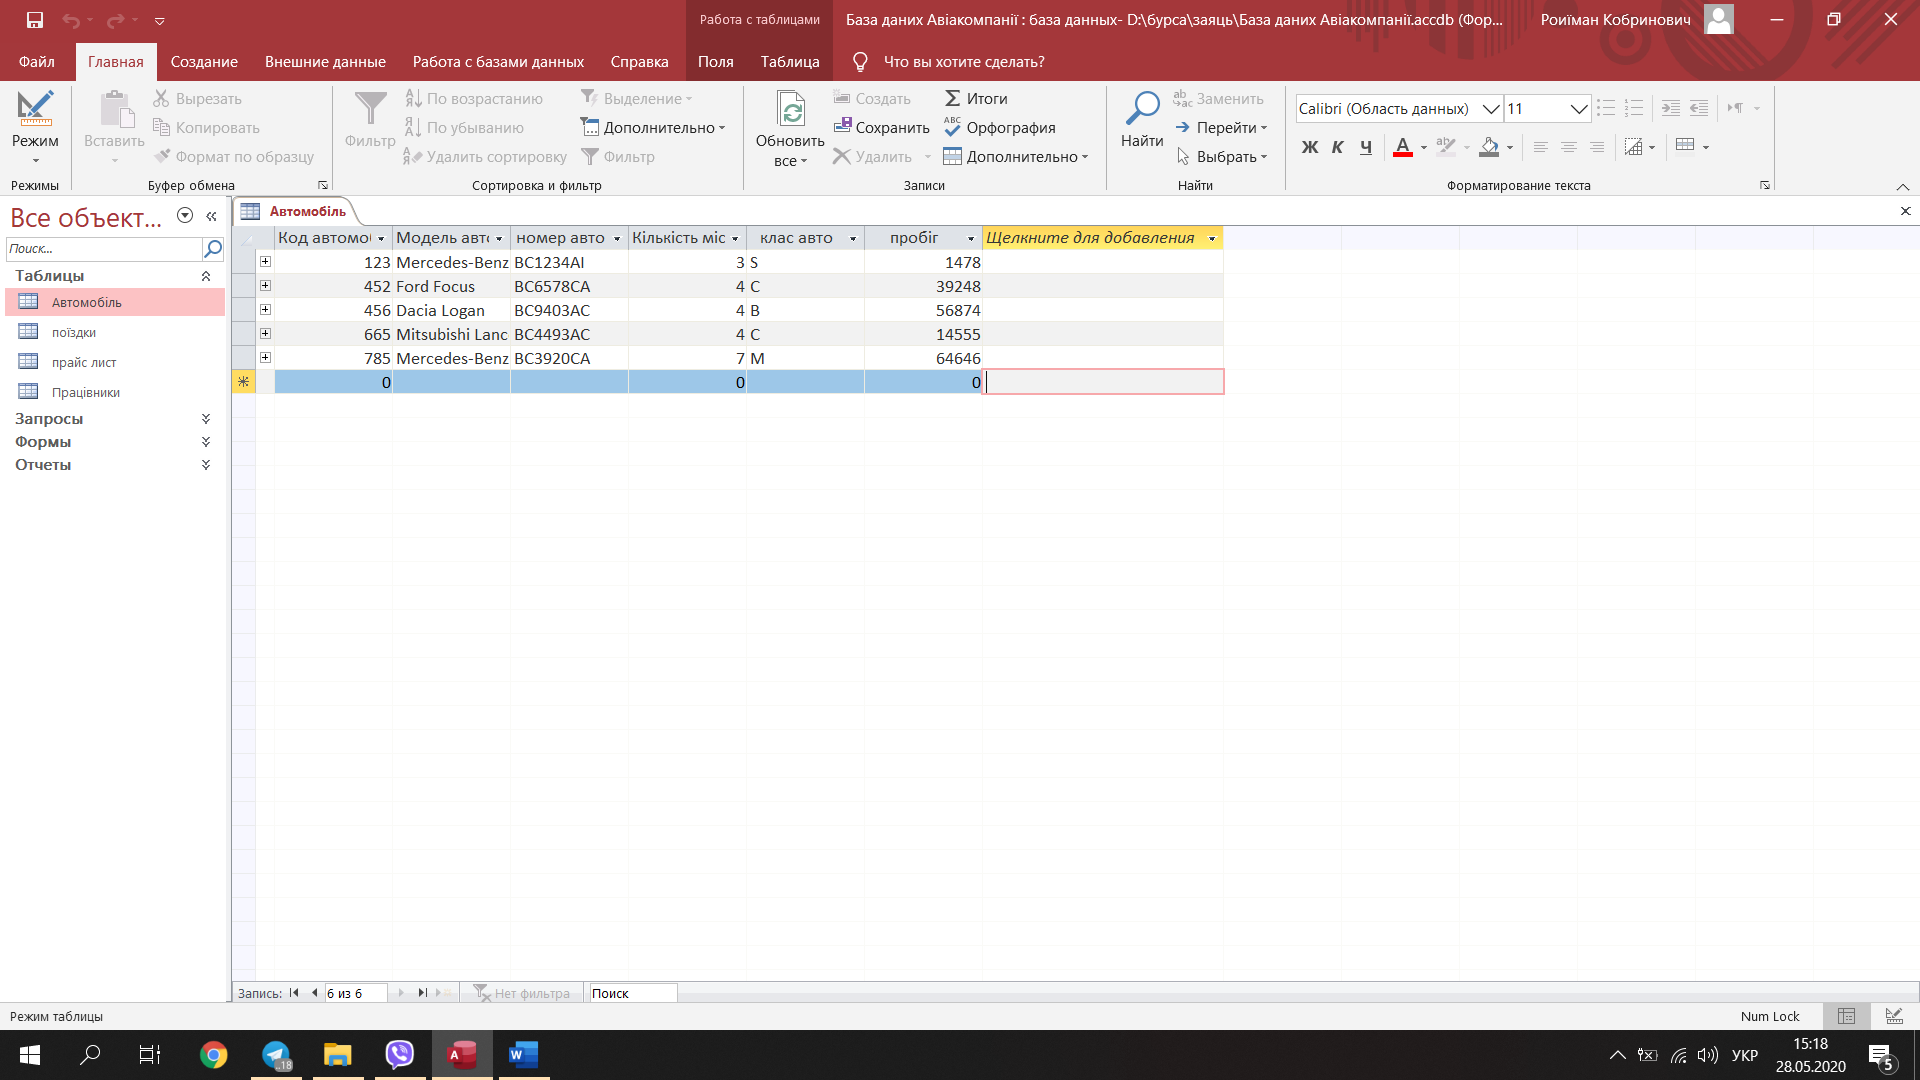 Работа с таблицами
База даних Авіакомпанії : база данных- D:\бурса\заяць\База даних Авіакомпанії.accdb (Фор...
Роиїман Кобринович
Файл Главная Создание Внешние данные Работа с базами данных Справка Поля Таблица Что вы хотите сделать?
Режим
Режимы
Вставить
Вырезать
Копировать
Формат по образцу
Буфер обмена
Фильтр
По возрастанию
По убыванию
Удалить сортировку
Выделение
Дополнительно
Фильтр
Сортировка и фильтр
Обновить
все
Создать
Сохранить
Удалить
Итоги
Орфография
Дополнительно
Записи
Найти
Заменить
Перейти
Выбрать
Найти
Calibri (Область данных) 11
Ж К Ч А
Форматирование текста
Все объект...
Поиск...
Таблицы
Автомобіль
поїздки
прайс лист
Працівники
Запросы
Формы
Отчеты
Автомобіль
Код автомоб Модель авто номер авто Кількість міс клас авто пробіг Щелкните для добавления
123 Mercedes-Benz BC1234AI 3 S 1478
452 Ford Focus BC6578CA 4 C 39248
456 Dacia Logan BC9403AC 4 B 56874
665 Mitsubishi Lanc BC4493AC 4 C 14555
785 Mercedes-Benz BC3920CA 7 M 64646
0 0 0
Запись: 6 из 6 Нет фильтра Поиск
Режим таблицы
Num Lock
..18
УКР
15:18
28.05.2020
5